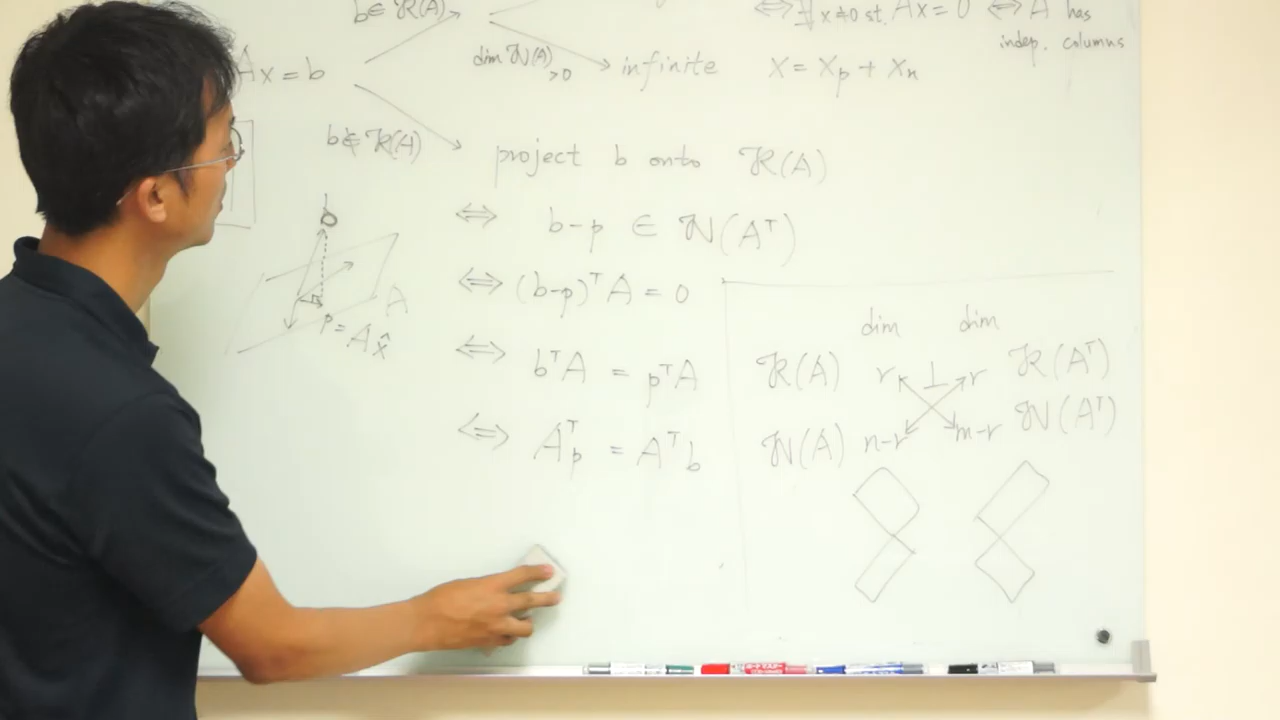 b∈ R(A)
⇔ ∄ x≠0 st. Ax = 0 ⇔ A has
indep. columns
dim N(A)
>0
infinite x = xp + xn
Ax = b
b∉ R(A)
project b onto R(A)
b
⇔ b-p ∈ N(Aᵀ)
⇔ (b-p)ᵀA = 0
A
p = Ax̂
⇔ bᵀA = pᵀA
⇔ Aᵀp = Aᵀb
dim dim
R(A) r ⊥ r R(Aᵀ)
N(A) n-r m-r N(Aᵀ)